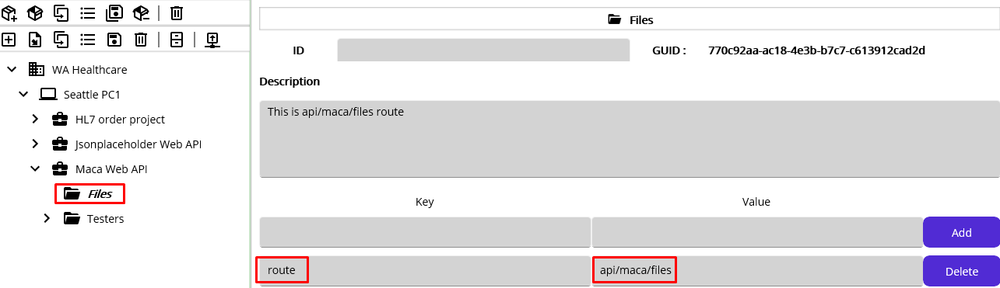 WA Healthcare
Seattle PC1
HL7 order project
Jsonplaceholder Web API
Maca Web API
Files
Testers
Files
ID
GUID : 770c92aa-ac18-4e3b-b7c7-c613912cad2d
Description
This is api/maca/files route
Key Value
Add
route api/maca/files Delete